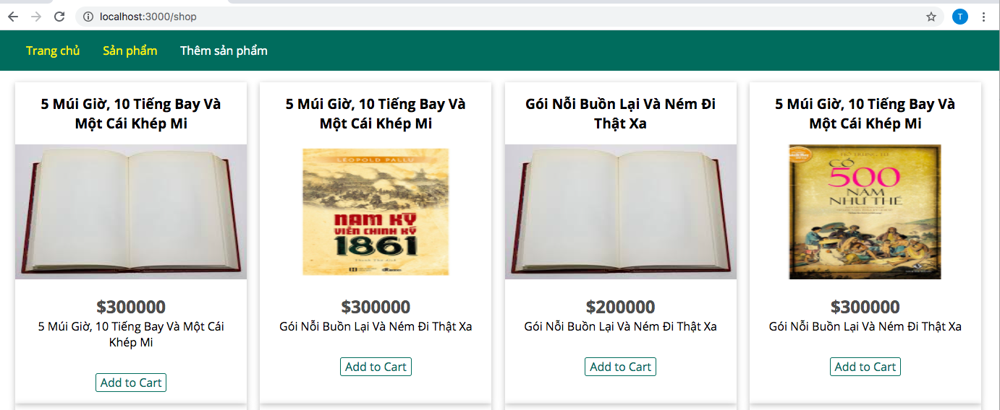 localhost:3000/shop
T
Trang chủ Sản phẩm Thêm sản phẩm
5 Múi Giờ, 10 Tiếng Bay Và
Một Cái Khép Mi
$300000
5 Múi Giờ, 10 Tiếng Bay Và Một Cái
Khép Mi
Add to Cart
5 Múi Giờ, 10 Tiếng Bay Và
Một Cái Khép Mi
LÉOPOLD PALLU
NAM KỲ
VIỄN CHINH KÝ
1861
$300000
Gói Nỗi Buồn Lại Và Ném Đi Thật Xa
Add to Cart
Gói Nỗi Buồn Lại Và Ném Đi
Thật Xa
$200000
Gói Nỗi Buồn Lại Và Ném Đi Thật Xa
Add to Cart
5 Múi Giờ, 10 Tiếng Bay Và
Một Cái Khép Mi
CÓ
500
NĂM
NHƯ THẾ
$300000
Gói Nỗi Buồn Lại Và Ném Đi Thật Xa
Add to Cart